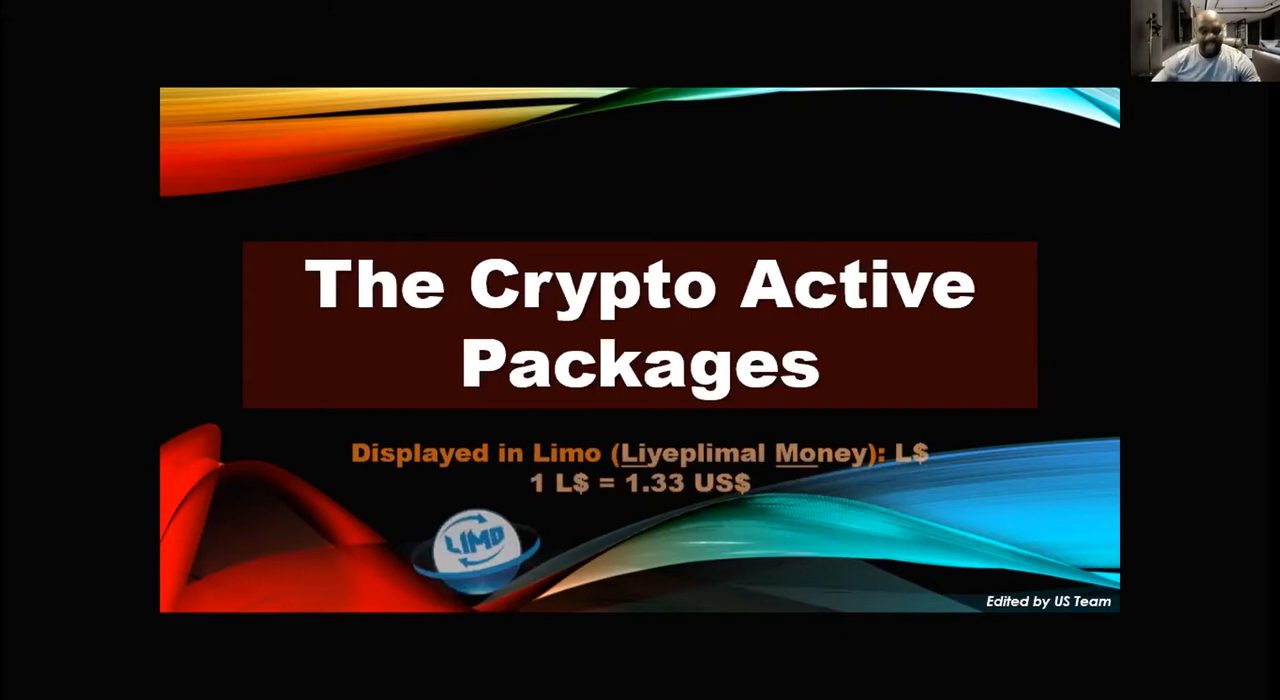 The Crypto Active
Packages
Displayed in Limo (Liyeplimal Money): L$
1 L$ = 1.33 US$
LIMO
Edited by US Team